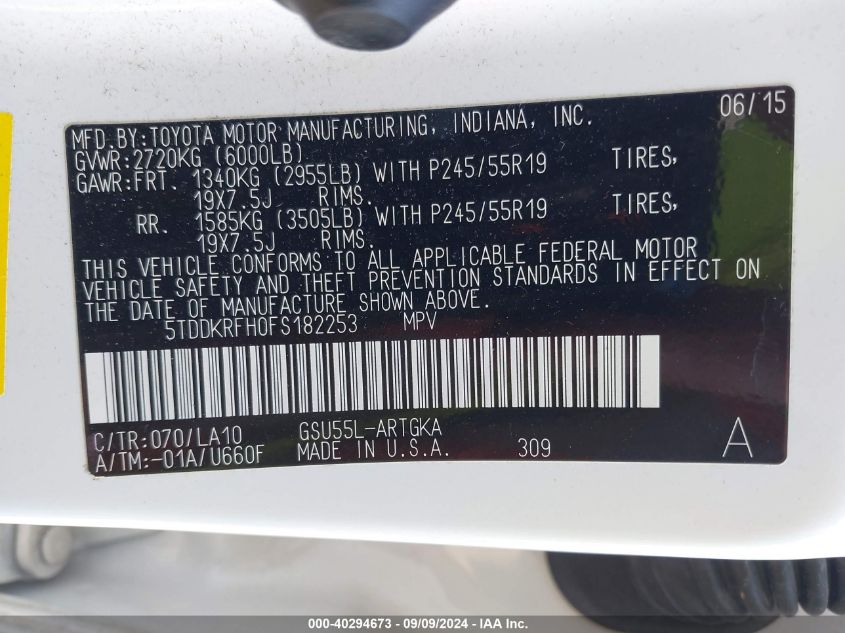 06/15
MFD.BY:TOYOTA MOTOR MANUFACTURING, INDIANA, INC.
GVWR:2720KG (6000LB)
GAWR:FRT. 1340KG (2955LB) WITH P245/55R19 TIRES,
19X7.5J RIMS.
RR. 1585KG (3505LB) WITH P245/55R19 TIRES,
19X7.5J RIMS.
THIS VEHICLE CONFORMS TO ALL APPLICABLE FEDERAL MOTOR
VEHICLE SAFETY AND THEFT PREVENTION STANDARDS IN EFFECT ON
THE DATE OF MANUFACTURE SHOWN ABOVE.
5TDDKRFH0FS182253 MPV
C/TR:070/LA10 GSU55L-ARTGKA
A/TM:-01A/U660F MADE IN U.S.A. 309 A
000-40294673 - 09/09/2024 - IAA Inc.